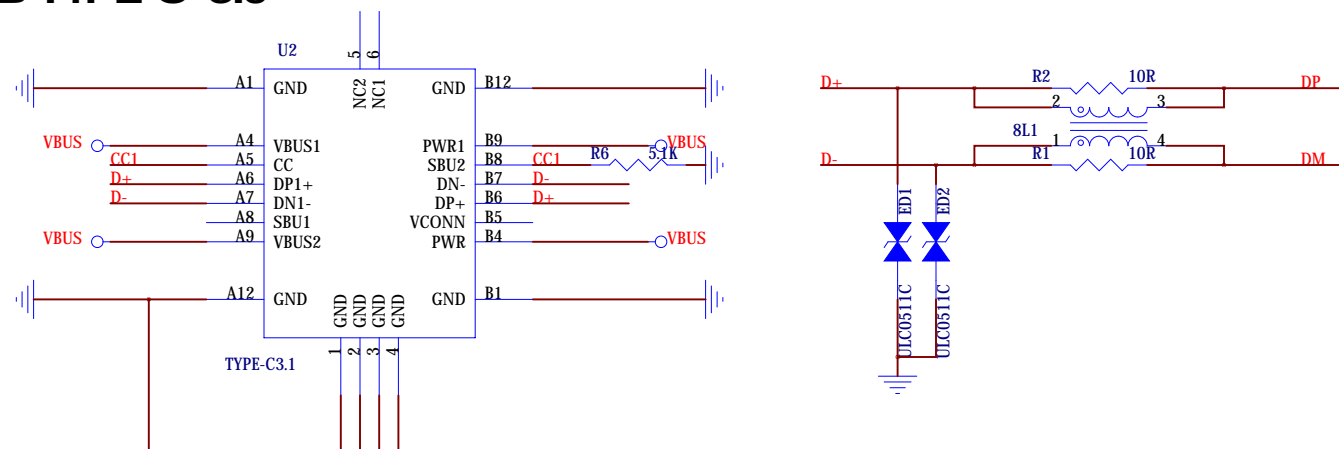 U2
5
6
NC2
NC1
A1 GND
GND B12
VBUS A4 VBUS1
PWR1 B9 VBUS
CC1 A5 CC
SBU2 B8 CC1 R6 5.1K
D+ A6 DP1+
DN- B7 D-
D- A7 DN1-
DP+ B6 D+
A8 SBU1
VCONN B5
VBUS A9 VBUS2
PWR B4 VBUS
A12 GND
GND B1
GND
GND
GND
GND
1
2
3
4
TYPE-C3.1
D+ R2 10R DP
2 3
8L1
1 4
D- R1 10R DM
ED1
ED2
ULC0511C
ULC0511C